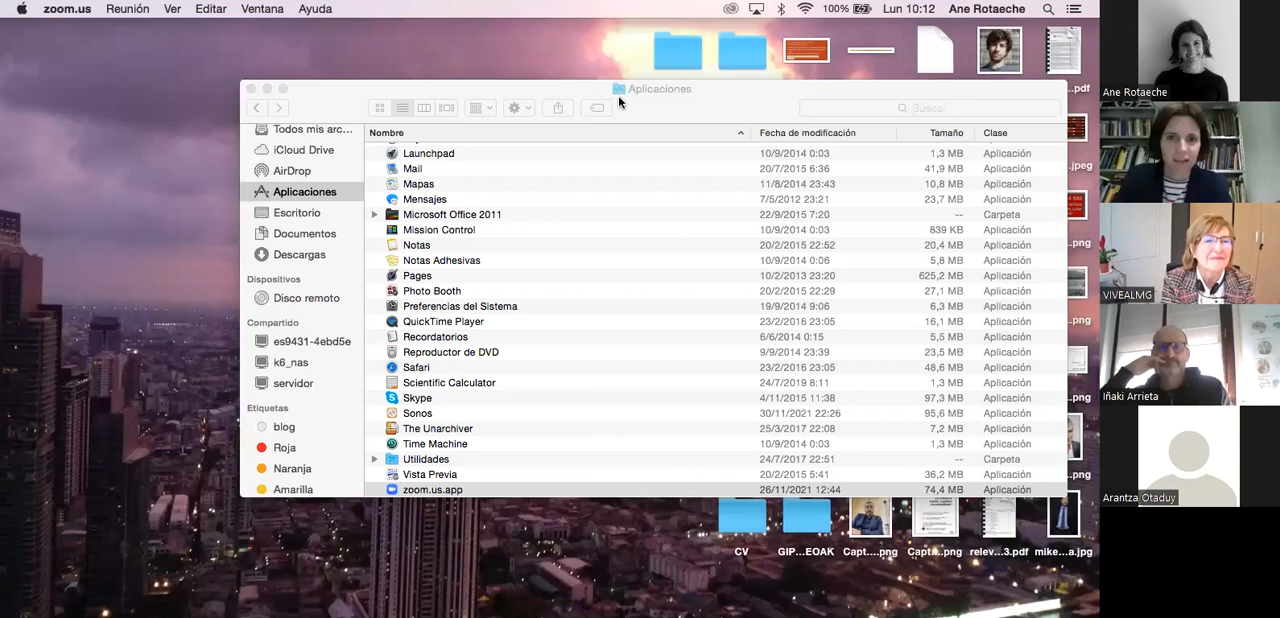 zoom.us Reunión Ver Editar Ventana Ayuda 100% Lun 10:12 Ane Rotaeche
Aplicaciones
Buscar
Nombre Fecha de modificación Tamaño Clase
Todos mis arc...
iCloud Drive
AirDrop
Aplicaciones
Escritorio
Documentos
Descargas
Dispositivos
Disco remoto
Compartido
es9431-4ebd5e
k6_nas
servidor
Etiquetas
blog
Roja
Naranja
Amarilla
Launchpad 10/9/2014 0:03 1,3 MB Aplicación
Mail 20/7/2015 6:36 41,9 MB Aplicación
Mapas 11/8/2014 23:43 10,8 MB Aplicación
Mensajes 7/5/2012 23:21 23,7 MB Aplicación
Microsoft Office 2011 22/9/2015 7:20 -- Carpeta
Mission Control 10/9/2014 0:03 839 KB Aplicación
Notas 20/2/2015 22:52 20,4 MB Aplicación
Notas Adhesivas 10/9/2014 0:06 5,8 MB Aplicación
Pages 10/2/2013 23:20 625,2 MB Aplicación
Photo Booth 20/2/2015 22:29 27,1 MB Aplicación
Preferencias del Sistema 19/9/2014 9:06 6,3 MB Aplicación
QuickTime Player 23/2/2016 23:05 16,1 MB Aplicación
Recordatorios 6/6/2014 0:15 5,5 MB Aplicación
Reproductor de DVD 9/9/2014 23:39 23,5 MB Aplicación
Safari 23/2/2016 23:05 48,6 MB Aplicación
Scientific Calculator 24/7/2019 8:11 1,3 MB Aplicación
Skype 4/11/2015 11:38 97,3 MB Aplicación
Sonos 30/11/2021 22:26 95,6 MB Aplicación
The Unarchiver 25/3/2017 22:08 7,2 MB Aplicación
Time Machine 10/9/2014 0:03 1,3 MB Aplicación
Utilidades 24/7/2017 22:51 -- Carpeta
Vista Previa 20/2/2015 5:41 36,2 MB Aplicación
zoom.us.app 26/11/2021 12:44 74,4 MB Aplicación
...pdf
...jpeg
...png
...png
...png
...png
...png
CV GIP...EOAK Capt....png Capt....png relev...3.pdf mike...a.jpg
Ane Rotaeche
VIVEALMG
Iñaki Arrieta
Arantza Otaduy